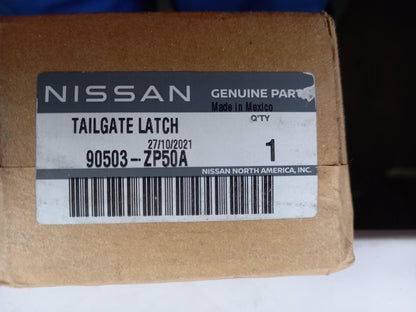 NISSAN GENUINE PARTS
Made in Mexico
TAILGATE LATCH Q'TY
27/10/2021
90503-ZP50A 1
NISSAN NORTH AMERICA, INC.